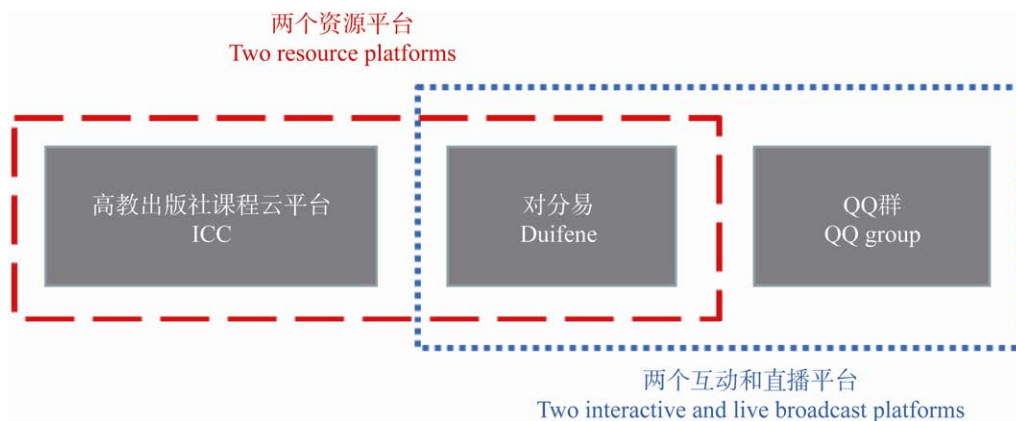 两个资源平台
Two resource platforms
高教出版社课程云平台
ICC
对分易
Duifene
QQ群
QQ group
两个互动和直播平台
Two interactive and live broadcast platforms